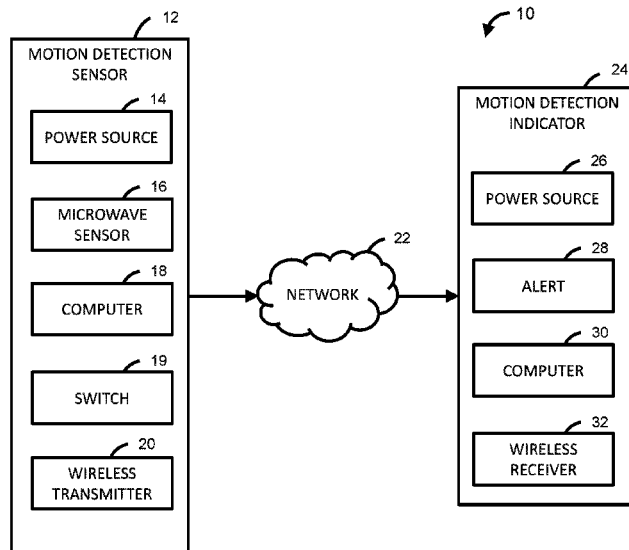 12
MOTION DETECTION
SENSOR
14
POWER SOURCE
16
MICROWAVE
SENSOR
18
COMPUTER
19
SWITCH
20
WIRELESS
TRANSMITTER
22
NETWORK
10
24
MOTION DETECTION
INDICATOR
26
POWER SOURCE
28
ALERT
30
COMPUTER
32
WIRELESS
RECEIVER